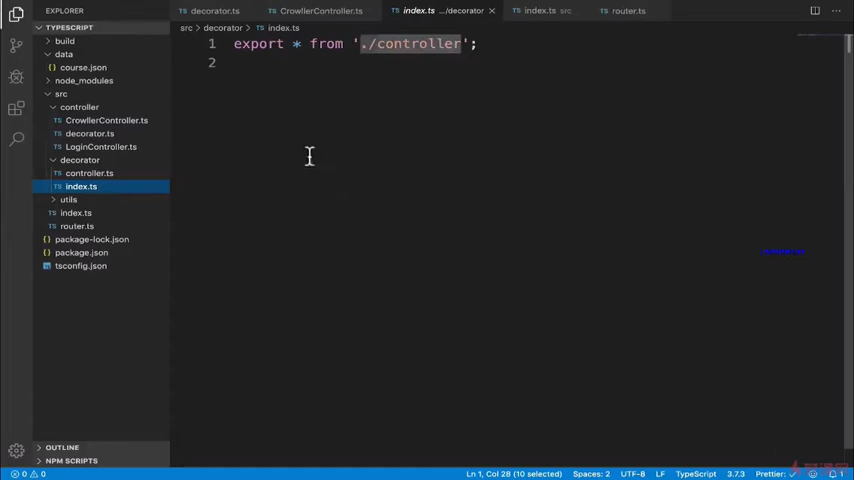 EXPLORER
TS decorator.ts
TS CrowllerController.ts
TS index.ts .../decorator
TS index.ts src
TS router.ts
TYPESCRIPT
src > decorator > TS index.ts
build
data
{} course.json
node_modules
src
controller
TS CrowllerController.ts
TS decorator.ts
TS LoginController.ts
decorator
TS controller.ts
TS index.ts
utils
TS index.ts
TS router.ts
{} package-lock.json
{} package.json
tsconfig.json
1 export * from './controller';
2
OUTLINE
NPM SCRIPTS
0 0
Ln 1, Col 28 (10 selected)
Spaces: 2
UTF-8
LF
TypeScript
3.7.3
Prettier: ✓
1